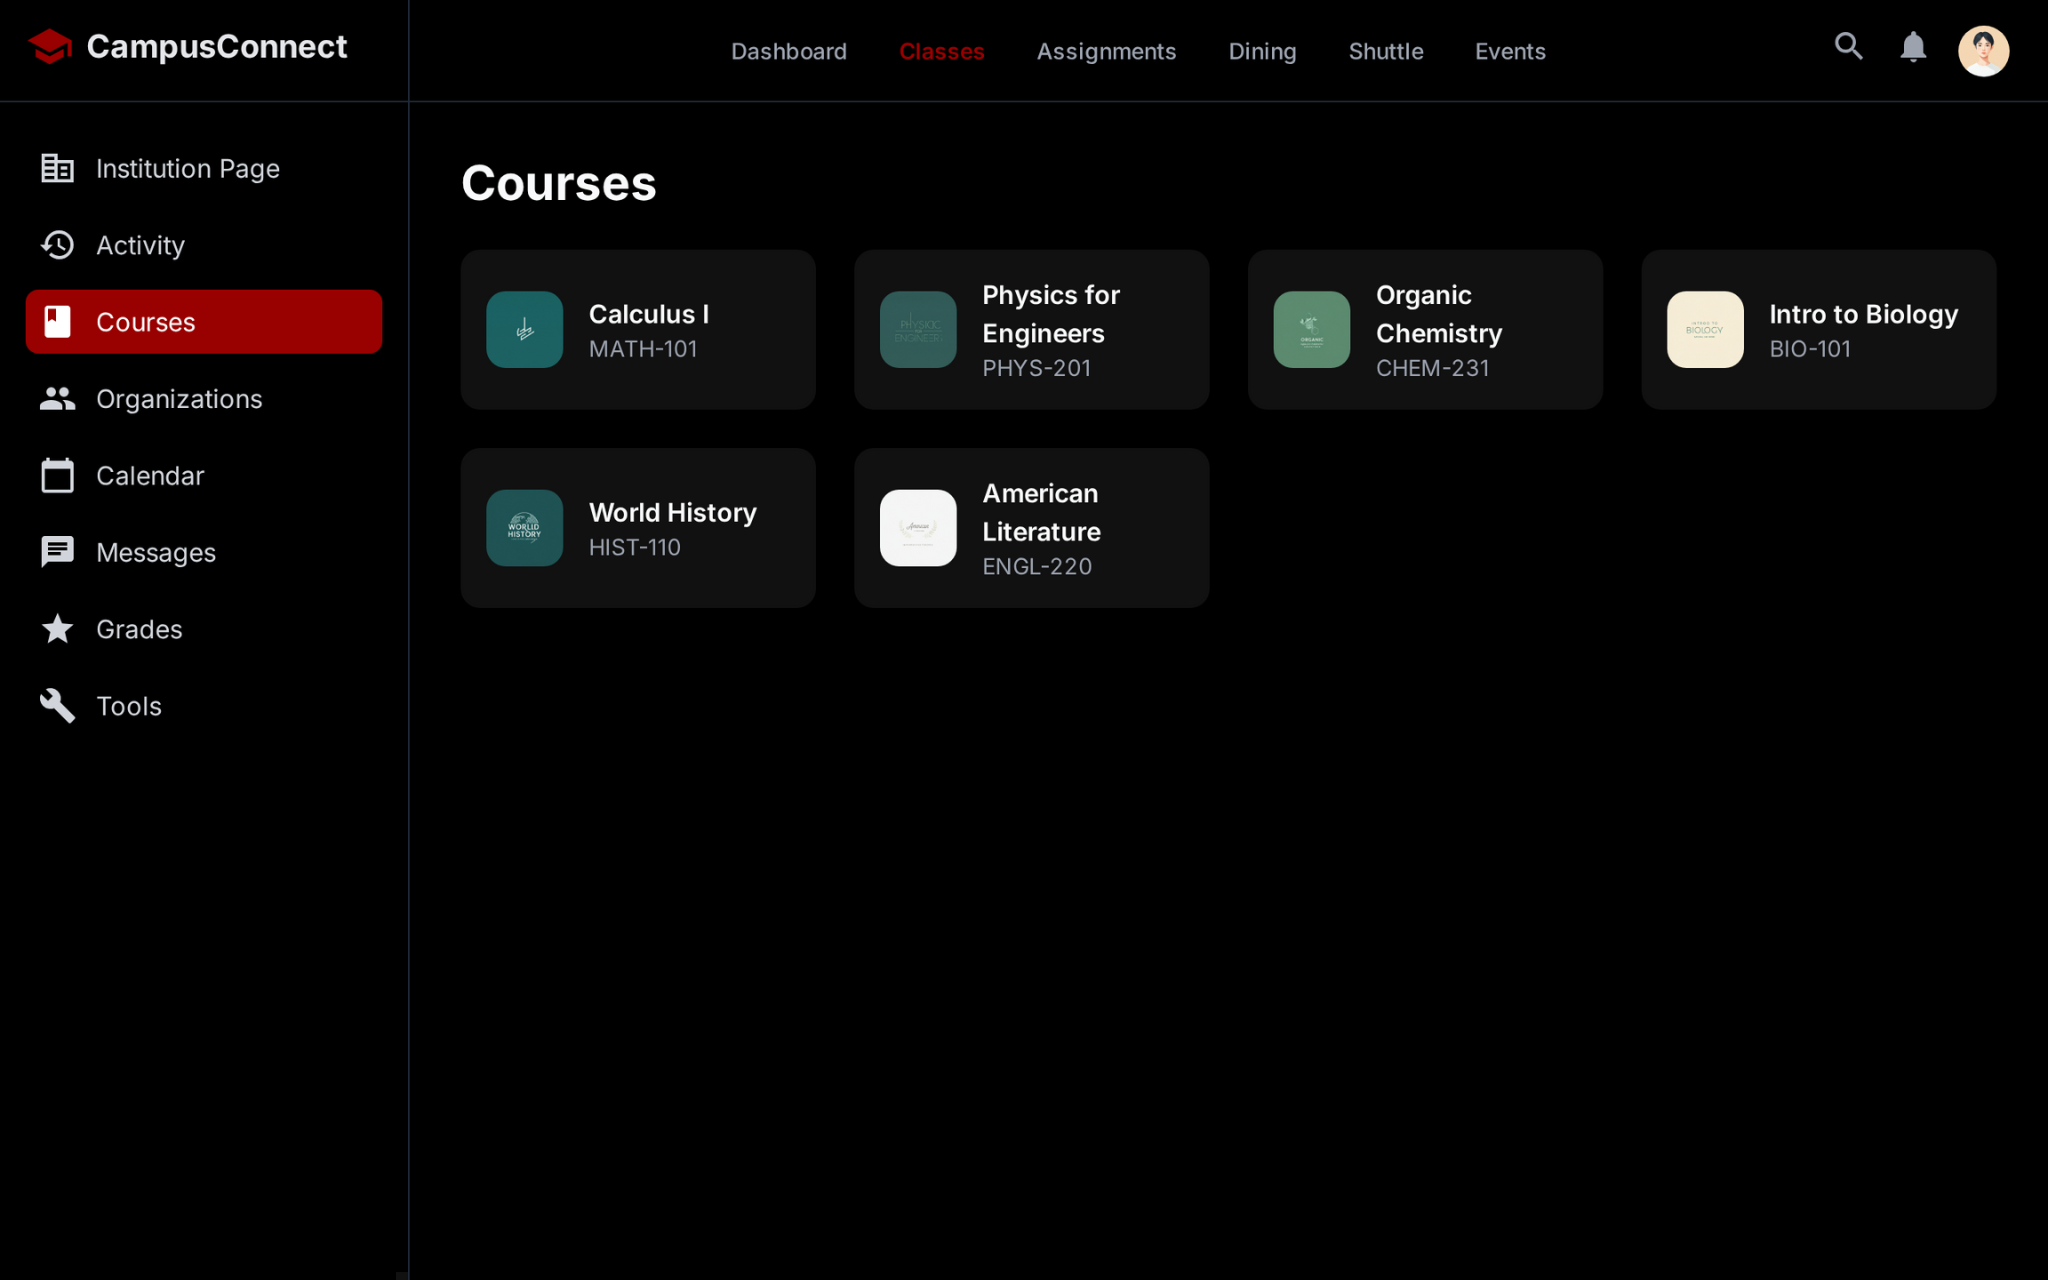 CampusConnect
Dashboard
Classes
Assignments
Dining
Shuttle
Events
Institution Page
Activity
Courses
Organizations
Calendar
Messages
Grades
Tools
Courses
Calculus I
MATH-101
Physics for
Engineers
PHYS-201
Organic
Chemistry
CHEM-231
Intro to Biology
BIO-101
WORLD
HISTORY
World History
HIST-110
American
Literature
ENGL-220
ORGANIC
INTRO TO
BIOLOGY